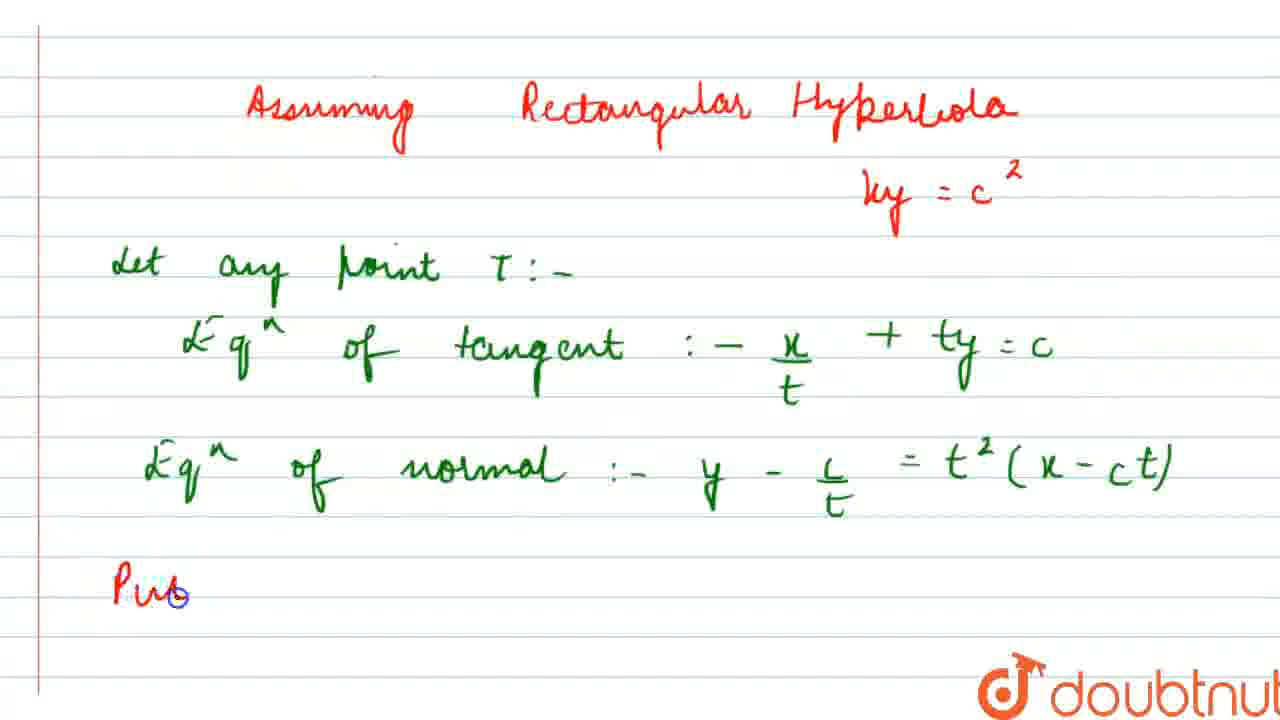 Assuming Rectangular Hyperbola
xy = c²
Let any point T :-
Eqⁿ of tangent :- x/t + ty = c
Eqⁿ of normal :- y - c/t = t² (x - ct)
Put
doubtnut